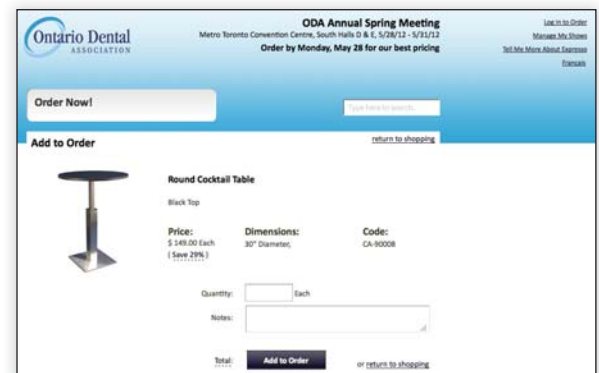 Ontario Dental
ASSOCIATION
ODA Annual Spring Meeting
Metro Toronto Convention Centre, South Halls D & E, 5/28/12 - 5/31/12
Order by Monday, May 28 for our best pricing
Log in to Order
Manage My Shows
Tell Me More About Expresso
Français
Order Now!
Type here to search.
Add to Order
return to shopping
Round Cocktail Table
Black Top
Price:
Dimensions:
Code:
$ 149.00 Each
30" Diameter,
CA-90008
( Save 29% )
Quantity:
Each
Notes:
Total:
Add to Order
or return to shopping